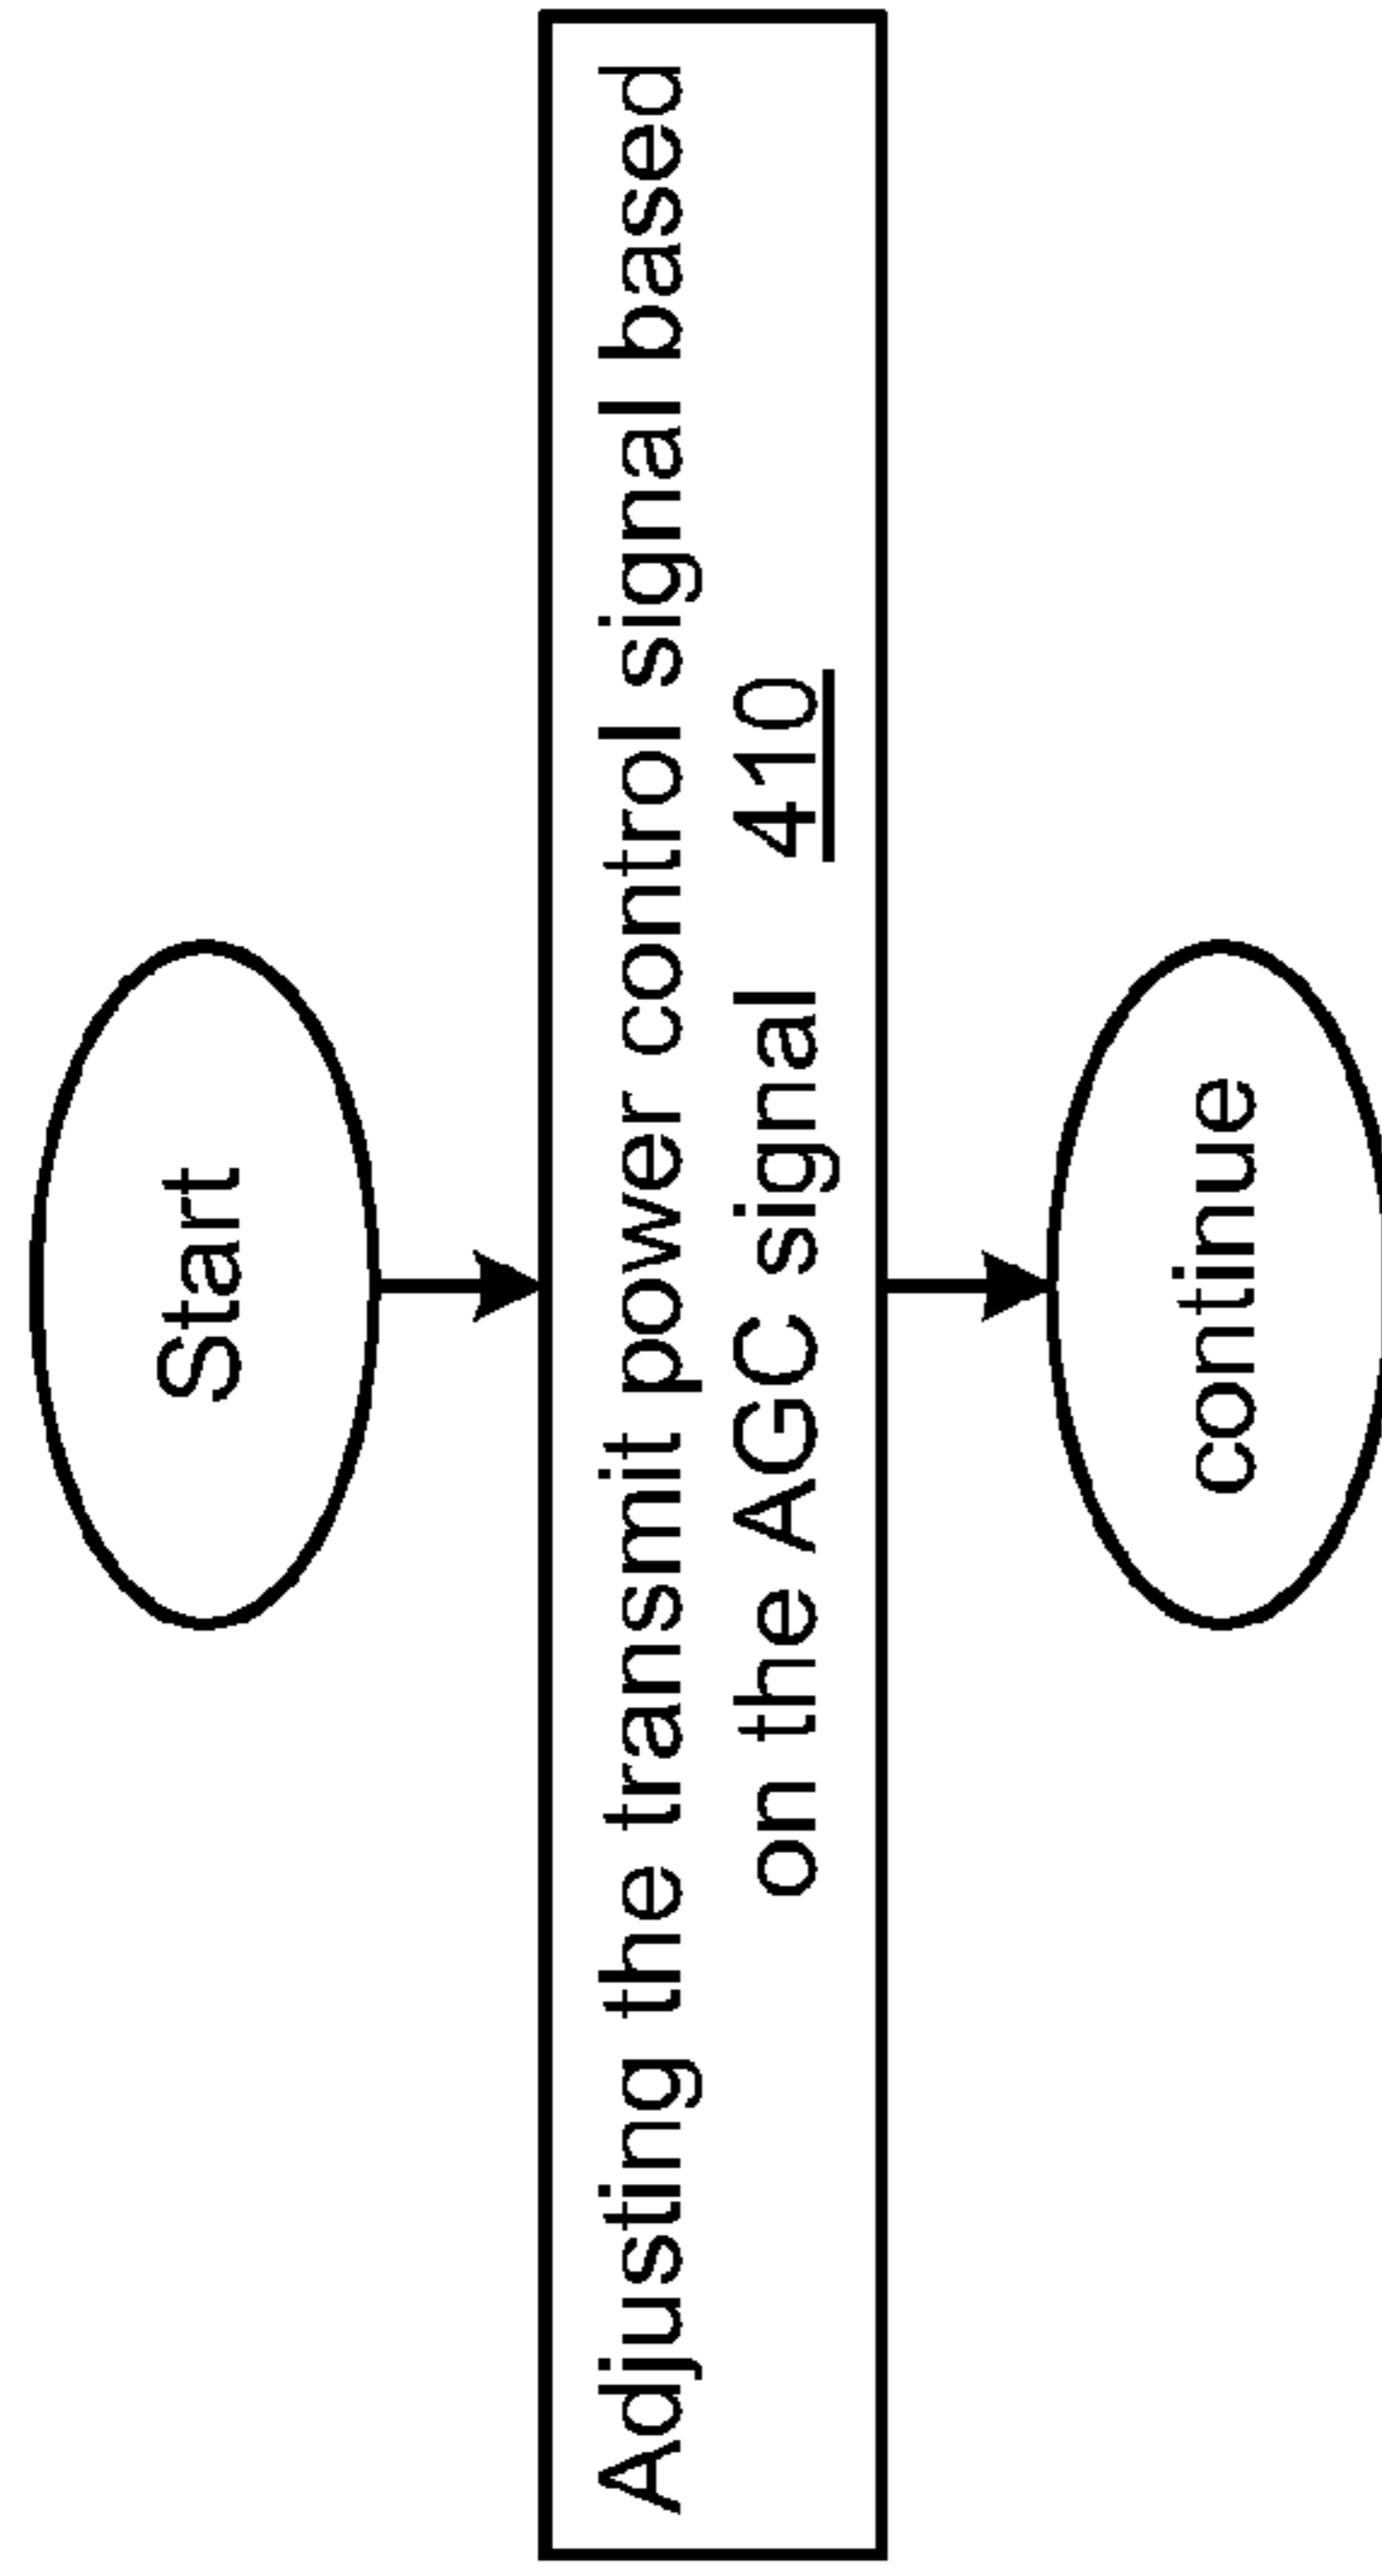 Start
Adjusting the transmit power control signal based
on the AGC signal 410
continue